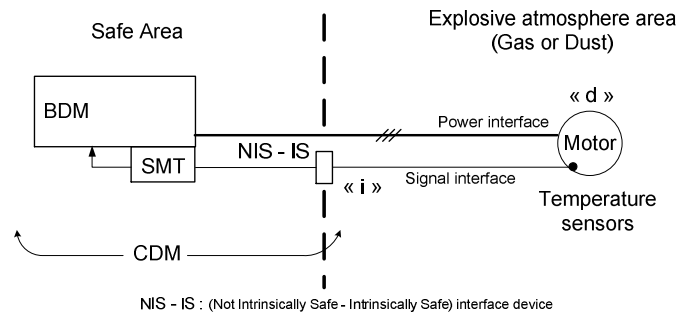 Safe Area
Explosive atmosphere area
(Gas or Dust)
BDM
« d »
Power interface
Motor
NIS - IS
SMT
« i »
Signal interface
Temperature
sensors
CDM
NIS - IS : (Not Intrinsically Safe - Intrinsically Safe) interface device